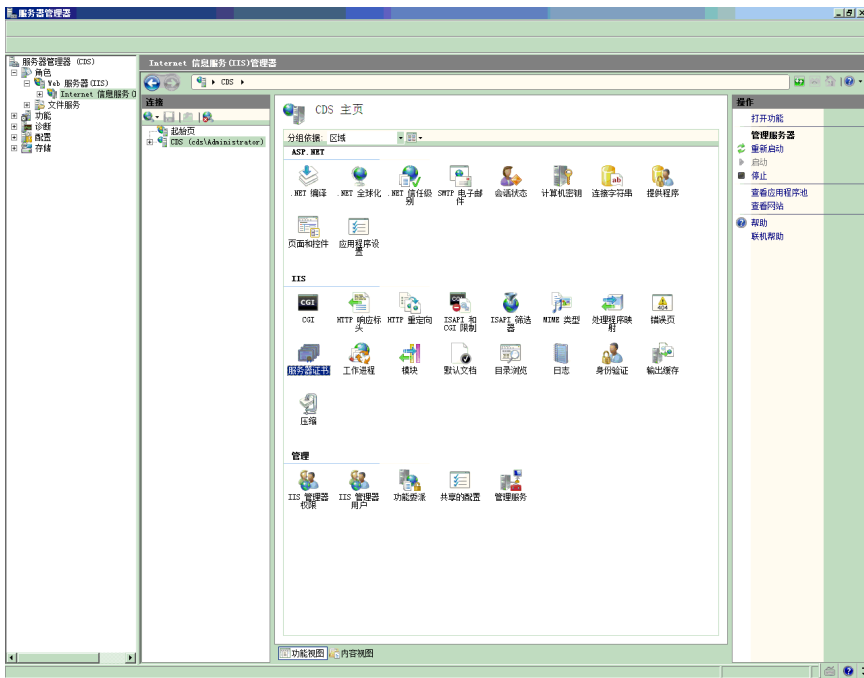 服务器管理器
服务器管理器 (CDS)
角色
Web 服务器(IIS)
Internet 信息服务(I
文件服务
功能
诊断
配置
存储
Internet 信息服务(IIS)管理器
CDS
连接
起始页
CDS (cds\Administrator)
CDS 主页
分组依据: 区域
ASP.NET
.NET 编译
.NET 全球化
.NET 信任级别
SMTP 电子邮件
会话状态
计算机密钥
连接字符串
提供程序
页面和控件
应用程序设置
IIS
CGI
CGI
HTTP 响应标头
HTTP 重定向
ISAPI 和 CGI 限制
ISAPI 筛选器
MIME 类型
处理程序映射
404
错误页
服务器证书
工作进程
模块
默认文档
目录浏览
日志
身份验证
输出缓存
压缩
管理
IIS 管理器权限
IIS 管理器用户
功能委派
共享的配置
管理服务
功能视图
内容视图
操作
打开功能
管理服务器
重新启动
启动
停止
查看应用程序池
查看网站
帮助
联机帮助